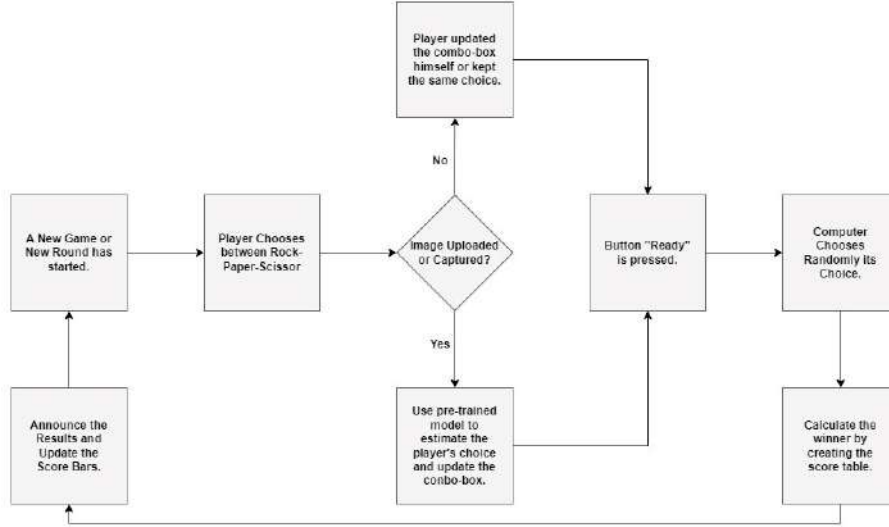 Player updated
the combo-box
himself or kept
the same choice.
No
A New Game or
New Round has
started.
Player Chooses
between Rock-
Paper-Scissor
Image Uploaded
or Captured?
Button "Ready"
is pressed.
Computer
Chooses
Randomly its
Choice.
Yes
Announce the
Results and
Update the
Score Bars.
Use pre-trained
model to
estimate the
player's choice
and update the
conbo-box.
Calculate the
winner by
creating the
score table.